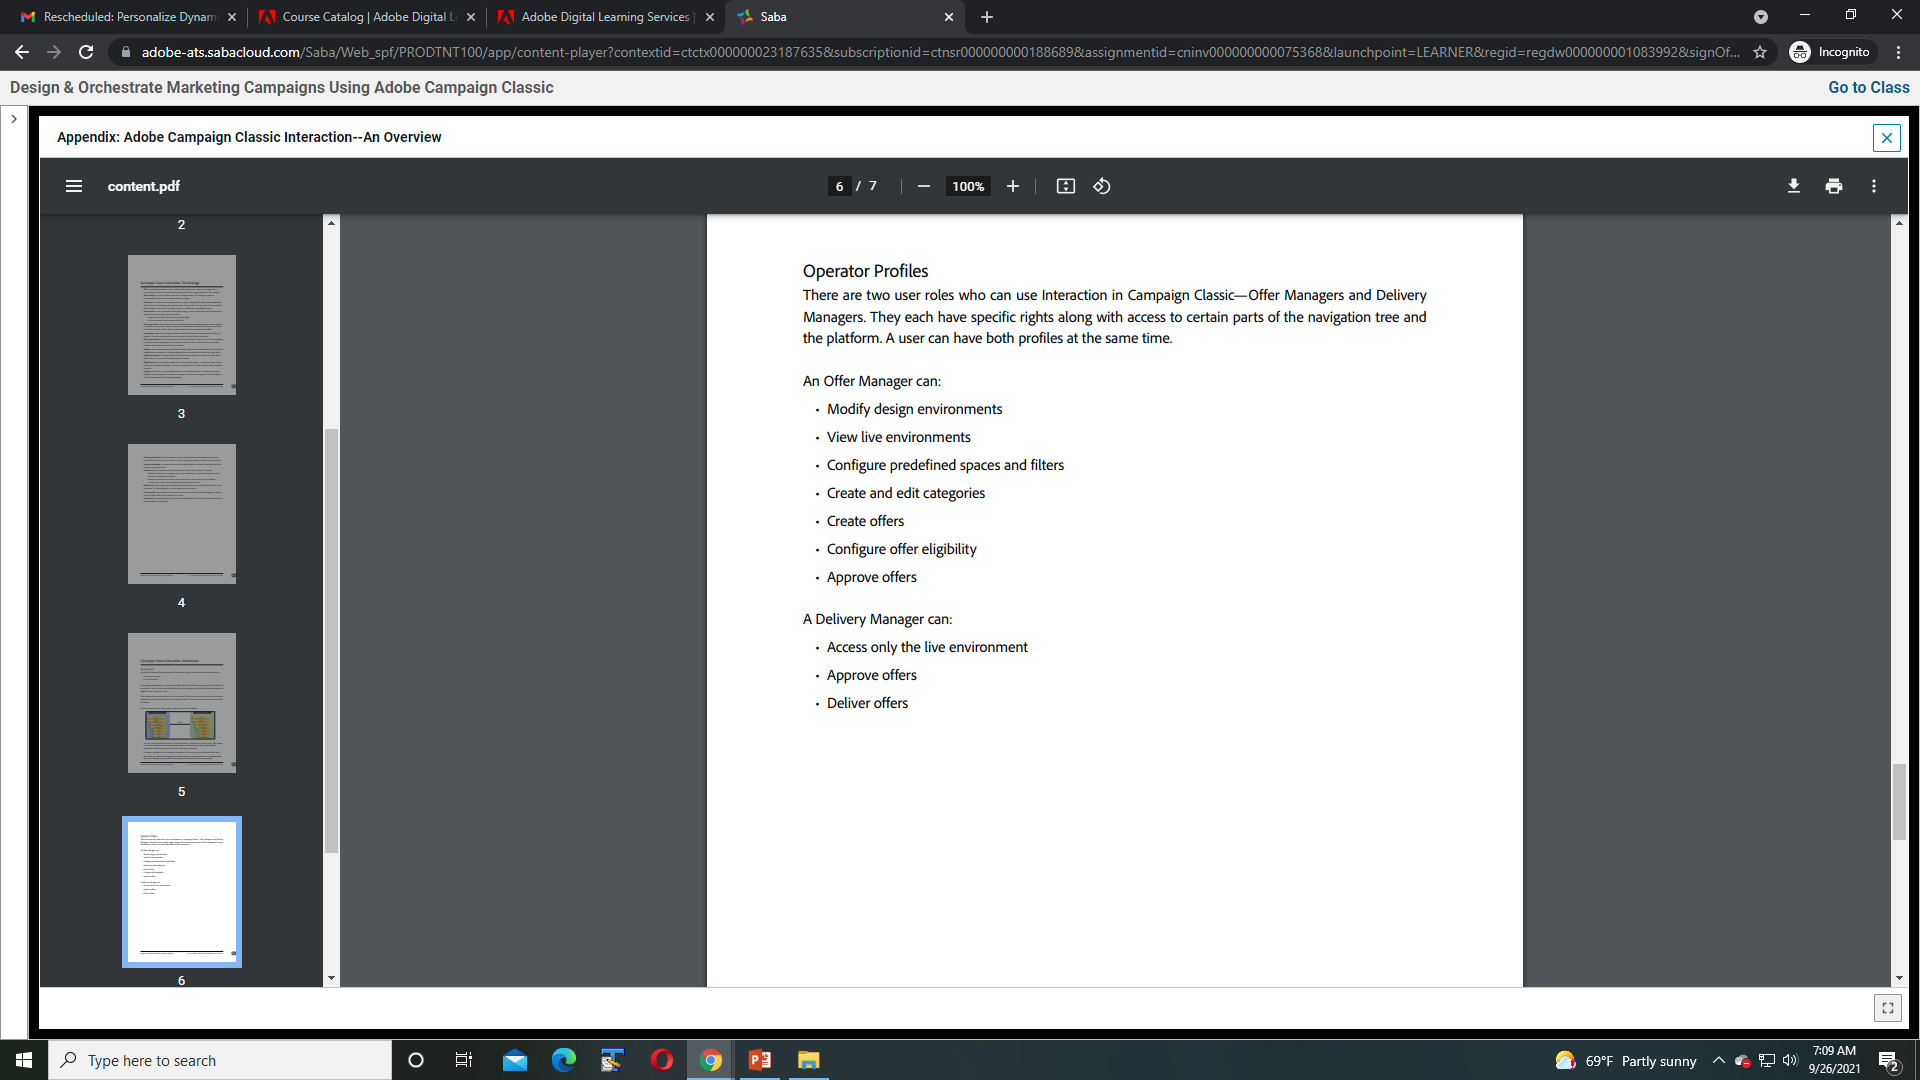 Rescheduled: Personalize Dynam
Course Catalog | Adobe Digital L
Adobe Digital Learning Services |
Saba
adobe-ats.sabacloud.com/Saba/Web_spf/PRODTNT100/app/content-player?contextid=ctctx000000023187635&subscriptionid=ctnsr000000000188689&assignmentid=cninv000000000075368&launchpoint=LEARNER&regid=regdw000000001083992&signOf...
Incognito
Design & Orchestrate Marketing Campaigns Using Adobe Campaign Classic
Go to Class
Appendix: Adobe Campaign Classic Interaction--An Overview
content.pdf
6 / 7
100%
2
3
4
5
6
Operator Profiles
There are two user roles who can use Interaction in Campaign Classic—Offer Managers and Delivery
Managers. They each have specific rights along with access to certain parts of the navigation tree and
the platform. A user can have both profiles at the same time.
An Offer Manager can:
• Modify design environments
• View live environments
• Configure predefined spaces and filters
• Create and edit categories
• Create offers
• Configure offer eligibility
• Approve offers
A Delivery Manager can:
• Access only the live environment
• Approve offers
• Deliver offers
Type here to search
69°F Partly sunny
7:09 AM
9/26/2021
2